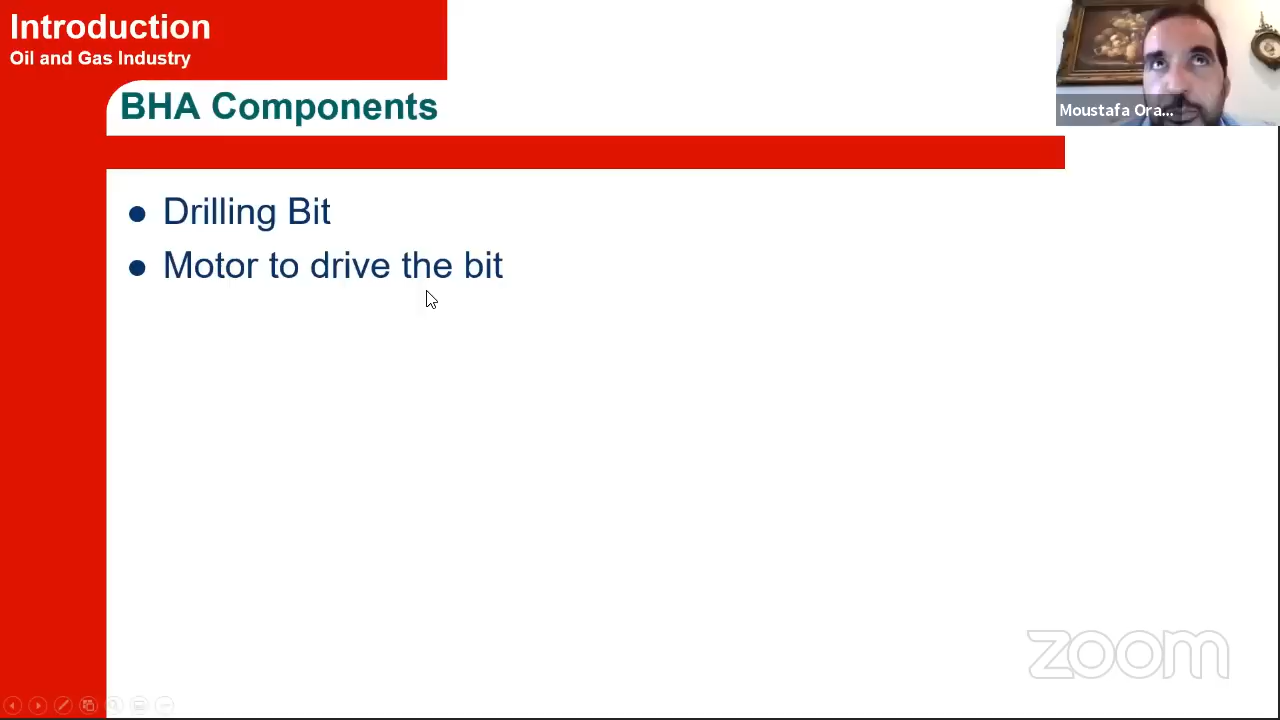 Introduction
Oil and Gas Industry
BHA Components
Moustafa Ora...
Drilling Bit
Motor to drive the bit
zoom